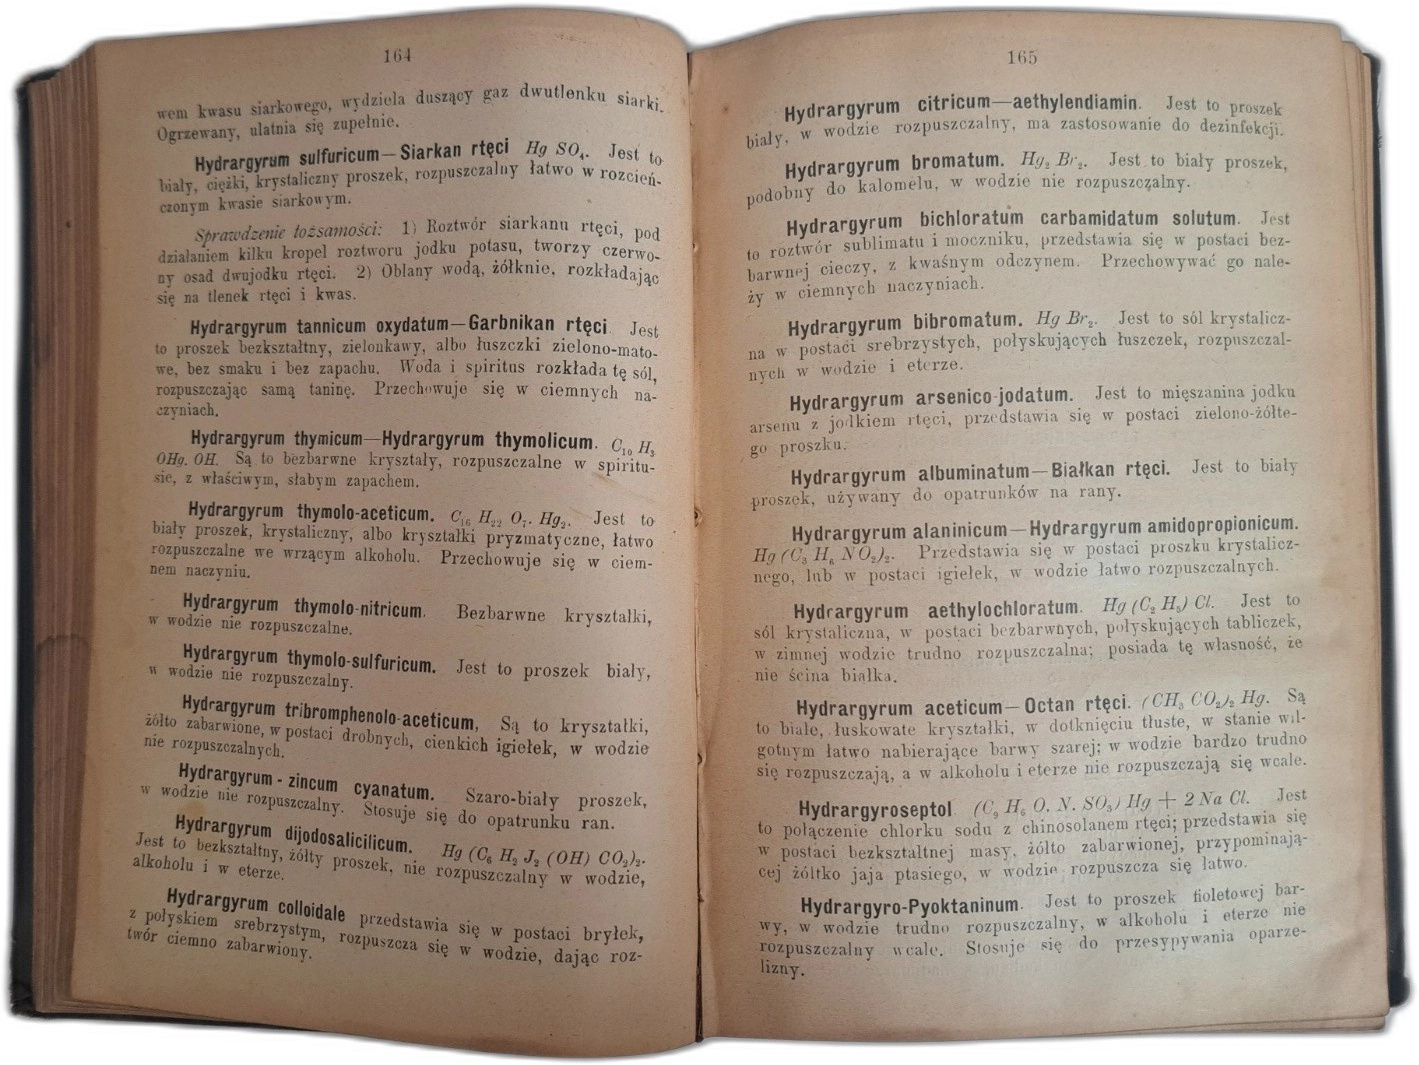 164
wem kwasu siarkowego, wydziela duszący gaz dwutlenku siarki.
Ogrzewany, ulatnia się zupełnie.
Hydrargyrum sulfuricum—Siarkan rtęci Hg SO₄. Jest to
biały, ciężki, krystaliczny proszek, rozpuszczalny łatwo w rozcień-
czonym kwasie siarkowym.
Sprawdzenie tożsamości: 1) Roztwór siarkanu rtęci, pod
działaniem kilku kropel roztworu jodku potasu, tworzy czerwo-
ny osad dwujodku rtęci. 2) Oblany wodą, żółknie, rozkładając
się na tlenek rtęci i kwas.
Hydrargyrum tannicum oxydatum—Garbnikan rtęci Jest
to proszek bezkształtny, zielonkawy, albo łuszczki zielono-mato-
we, bez smaku i bez zapachu. Woda i spiritus rozkłada tę sól,
rozpuszczając samą taninę. Przechowuje się w ciemnych na-
czyniach.
Hydrargyrum thymicum—Hydrargyrum thymolicum. C₁₀ H₃
OHg. OH. Są to bezbarwne kryształy, rozpuszczalne w spiritu-
sie, z właściwym, słabym zapachem.
Hydrargyrum thymolo-aceticum. C₁₆ H₂₂ O₇. Hg₂. Jest to
biały proszek, krystaliczny, albo kryształki pryzmatyczne, łatwo
rozpuszczalne we wrzącym alkoholu. Przechowuje się w ciem-
nem naczyniu.
Hydrargyrum thymolo-nitricum. Bezbarwne kryształki,
w wodzie nie rozpuszczalne.
Hydrargyrum thymolo-sulfuricum. Jest to proszek biały,
w wodzie nie rozpuszczalny.
Hydrargyrum tribromphenolo-aceticum, Są to kryształki,
żółto zabarwione, w postaci drobnych, cienkich igiełek, w wodzie
nie rozpuszczalnych.
Hydrargyrum - zincum cyanatum. Szaro-biały proszek,
w wodzie nie rozpuszczalny. Stosuje się do opatrunku ran.
Hydrargyrum dijodosalicilicum. Hg (C₆ H₂ J₂ (OH) CO₂)₂.
Jest to bezkształtny, żółty proszek, nie rozpuszczalny w wodzie,
alkoholu i w eterze.
Hydrargyrum colloidale przedstawia się w postaci bryłek,
z połyskiem srebrzystym, rozpuszcza się w wodzie, dając roz-
twór ciemno zabarwiony.
165
Hydrargyrum citricum—aethylendiamin. Jest to proszek
biały, w wodzie rozpuszczalny, ma zastosowanie do dezinfekcji.
Hydrargyrum bromatum. Hg₂ Br₂. Jest to biały proszek,
podobny do kalomelu, w wodzie nie rozpuszczalny.
Hydrargyrum bichloratum carbamidatum solutum. Jest
to roztwór sublimatu i moczniku, przedstawia się w postaci bez-
barwnej cieczy, z kwaśnym odczynem. Przechowywać go nale-
ży w ciemnych naczyniach.
Hydrargyrum bibromatum. Hg Br₂. Jest to sól krystalicz-
na w postaci srebrzystych, połyskujących łuszczek, rozpuszczal-
nych w wodzie i eterze.
Hydrargyrum arsenico-jodatum. Jest to mięszanina jodku
arsenu z jodkiem rtęci, przedstawia się w postaci zielono-żółte-
go proszku.
Hydrargyrum albuminatum—Białkan rtęci. Jest to biały
proszek, używany do opatrunków na rany.
Hydrargyrum alaninicum—Hydrargyrum amidopropionicum.
Hg (C₃ H₆ NO₂)₂. Przedstawia się w postaci proszku krystalicz-
nego, lub w postaci igiełek, w wodzie łatwo rozpuszczalnych.
Hydrargyrum aethylochloratum. Hg (C₂ H₅) Cl. Jest to
sól krystaliczna, w postaci bezbarwnych, połyskujących tabliczek,
w zimnej wodzie trudno rozpuszczalna; posiada tę własność, że
nie ścina białka.
Hydrargyrum aceticum—Octan rtęci. (CH₃ CO₂)₂ Hg. Są
to białe, łuskowate kryształki, w dotknięciu tłuste, w stanie wil-
gotnym łatwo nabierające barwy szarej; w wodzie bardzo trudno
się rozpuszczają, a w alkoholu i eterze nie rozpuszczają się wcale.
Hydrargyroseptol (C₉ H₆ O. N. SO₃) Hg + 2 Na Cl. Jest
to połączenie chlorku sodu z chinosolanem rtęci; przedstawia się
w postaci bezkształtnej masy, żółto zabarwionej, przypominają-
cej żółtko jaja ptasiego, w wodzie rozpuszcza się łatwo.
Hydrargyro-Pyoktaninum. Jest to proszek fioletowej bar-
wy, w wodzie trudno rozpuszczalny, w alkoholu i eterze nie
rozpuszczalny wcale. Stosuje się do przesypywania oparze-
lizny.